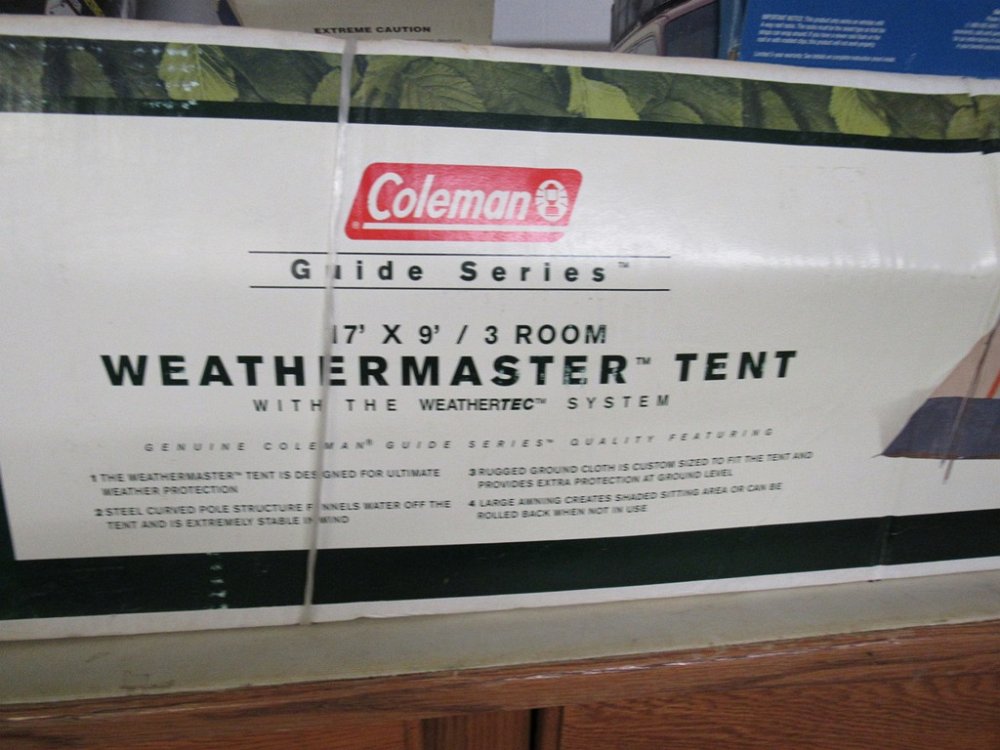 EXTREME CAUTION
Coleman
Guide Series™
17' X 9' / 3 ROOM
WEATHERMASTER™ TENT
WITH THE WEATHERTEC™ SYSTEM
GENUINE COLEMAN® GUIDE SERIES™ QUALITY FEATURING
1 THE WEATHERMASTER™ TENT IS DESIGNED FOR ULTIMATE
WEATHER PROTECTION
2 STEEL CURVED POLE STRUCTURE FUNNELS WATER OFF THE
TENT AND IS EXTREMELY STABLE IN WIND
3 RUGGED GROUND CLOTH IS CUSTOM SIZED TO FIT THE TENT AND
PROVIDES EXTRA PROTECTION AT GROUND LEVEL
4 LARGE AWNING CREATES SHADED SITTING AREA OR CAN BE
ROLLED BACK WHEN NOT IN USE